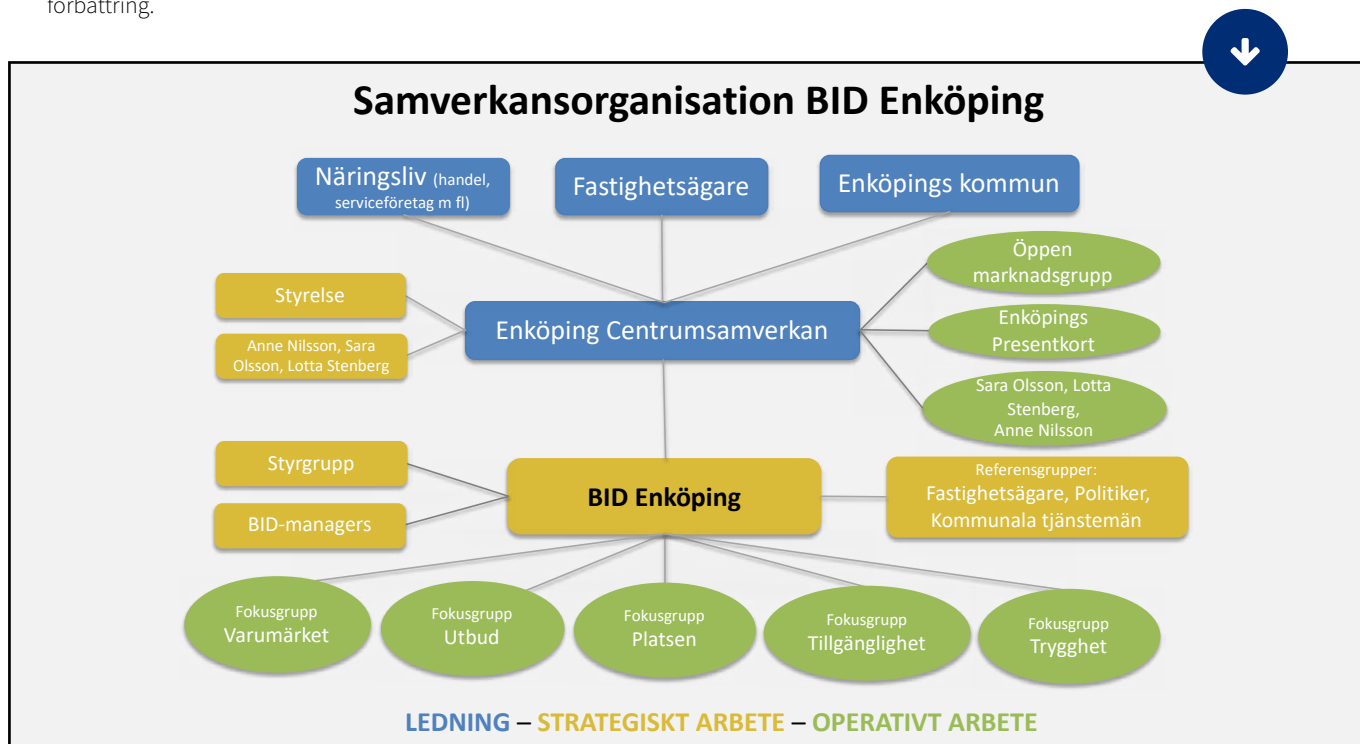 förbättring.
Samverkansorganisation BID Enköping
Näringsliv (handel,
serviceföretag m fl)
Fastighetsägare
Enköpings kommun
Öppen
marknadsgrupp
Styrelse
Enköping Centrumsamverkan
Enköpings
Presentkort
Anne Nilsson, Sara
Olsson, Lotta Stenberg
Sara Olsson, Lotta
Stenberg,
Anne Nilsson
Styrgrupp
BID-managers
BID Enköping
Referensgrupper:
Fastighetsägare, Politiker,
Kommunala tjänstemän
Fokusgrupp
Varumärket
Fokusgrupp
Utbud
Fokusgrupp
Platsen
Fokusgrupp
Tillgänglighet
Fokusgrupp
Trygghet
LEDNING – STRATEGISKT ARBETE – OPERATIVT ARBETE